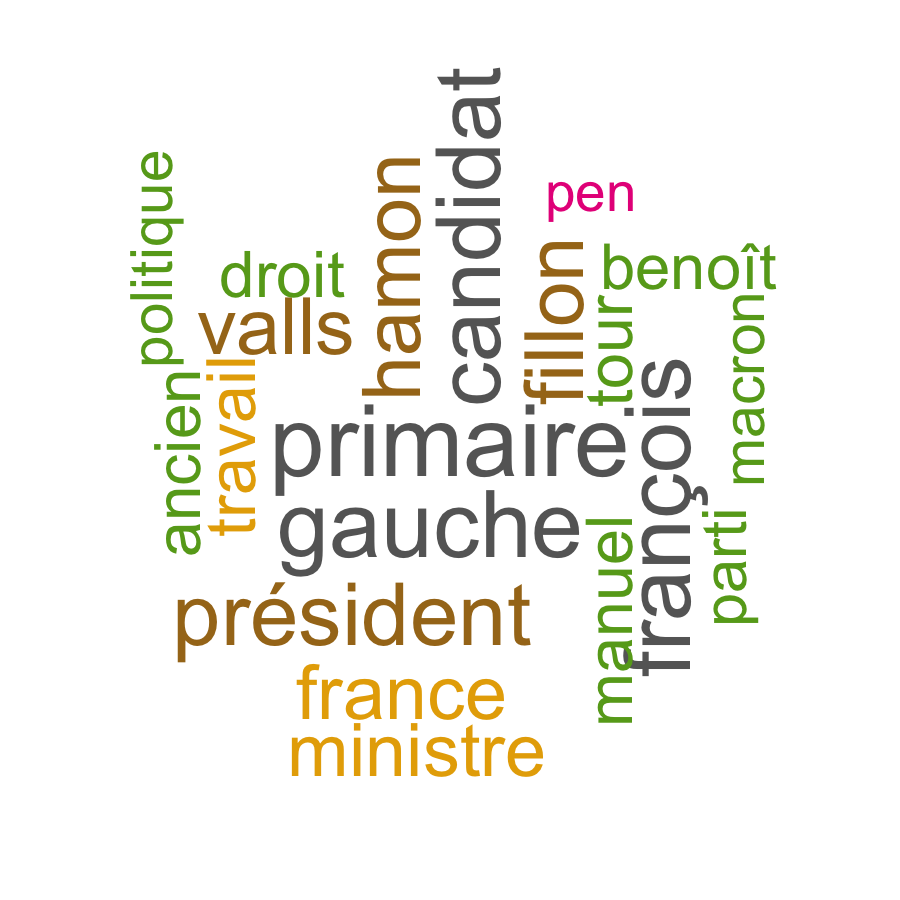 candidat
politique
hamon
pen
droit
fillon
benoît
valls
tour
macron
travail
ancien
primaire
françois
gauche
manuel
parti
président
france
ministre